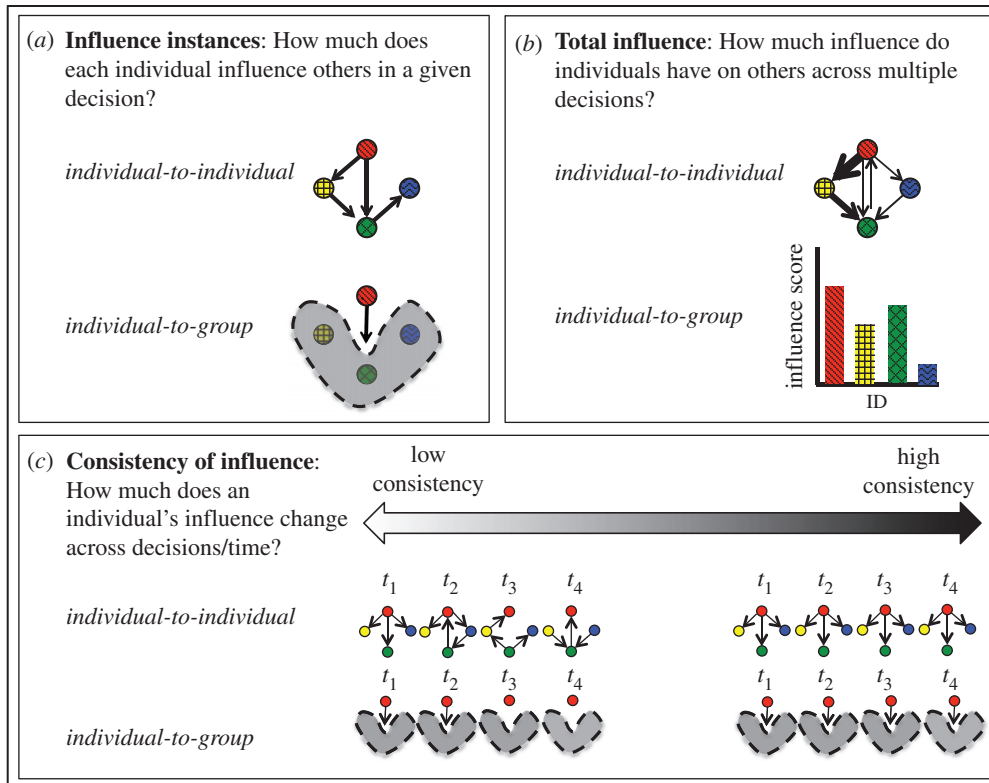 (a) Influence instances: How much does
each individual influence others in a given
decision?
individual-to-individual
individual-to-group
(b) Total influence: How much influence do
individuals have on others across multiple
decisions?
individual-to-individual
individual-to-group
influence score
ID
(c) Consistency of influence:
How much does an
individual's influence change
across decisions/time?
low
consistency
high
consistency
individual-to-individual
t1 t2 t3 t4 t1 t2 t3 t4
individual-to-group
t1 t2 t3 t4 t1 t2 t3 t4